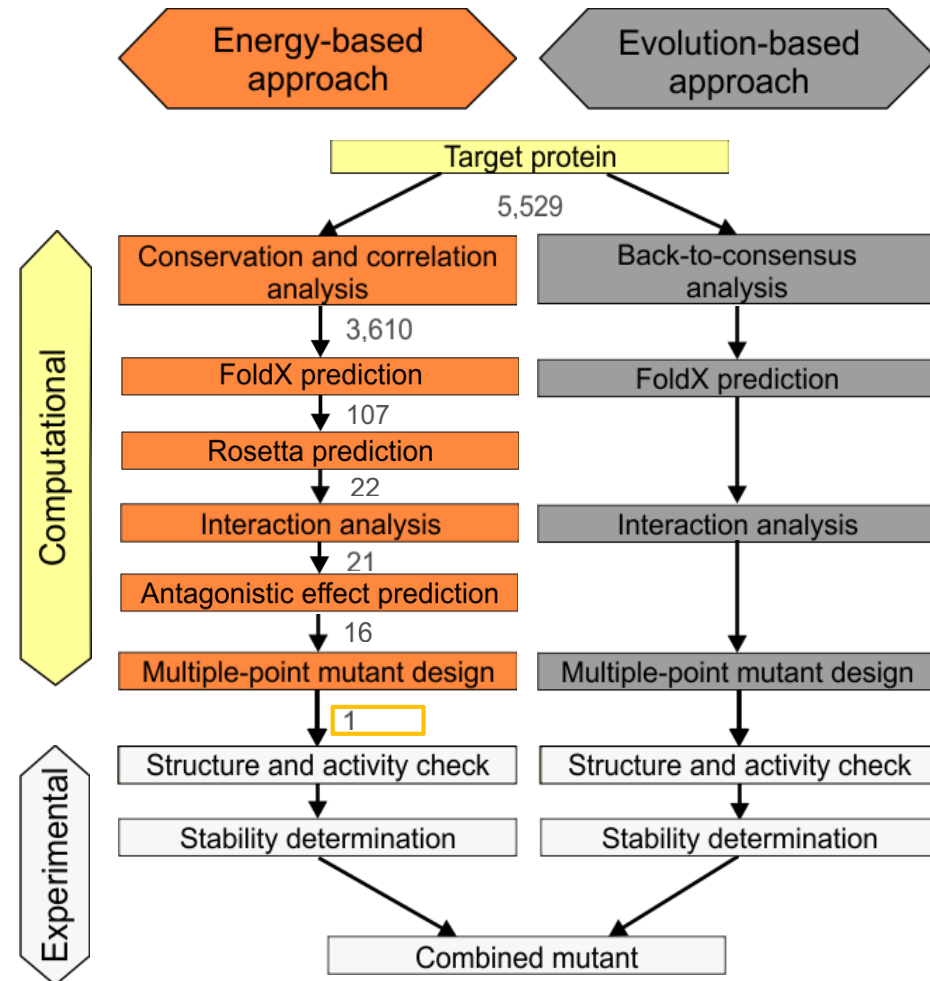 Energy-based
approach
Evolution-based
approach
Target protein
5,529
Conservation and correlation
analysis
Back-to-consensus
analysis
3,610
FoldX prediction
FoldX prediction
107
Rosetta prediction
22
Interaction analysis
Interaction analysis
21
Antagonistic effect prediction
16
Multiple-point mutant design
Multiple-point mutant design
1
Structure and activity check
Structure and activity check
Stability determination
Stability determination
Combined mutant
Computational
Experimental